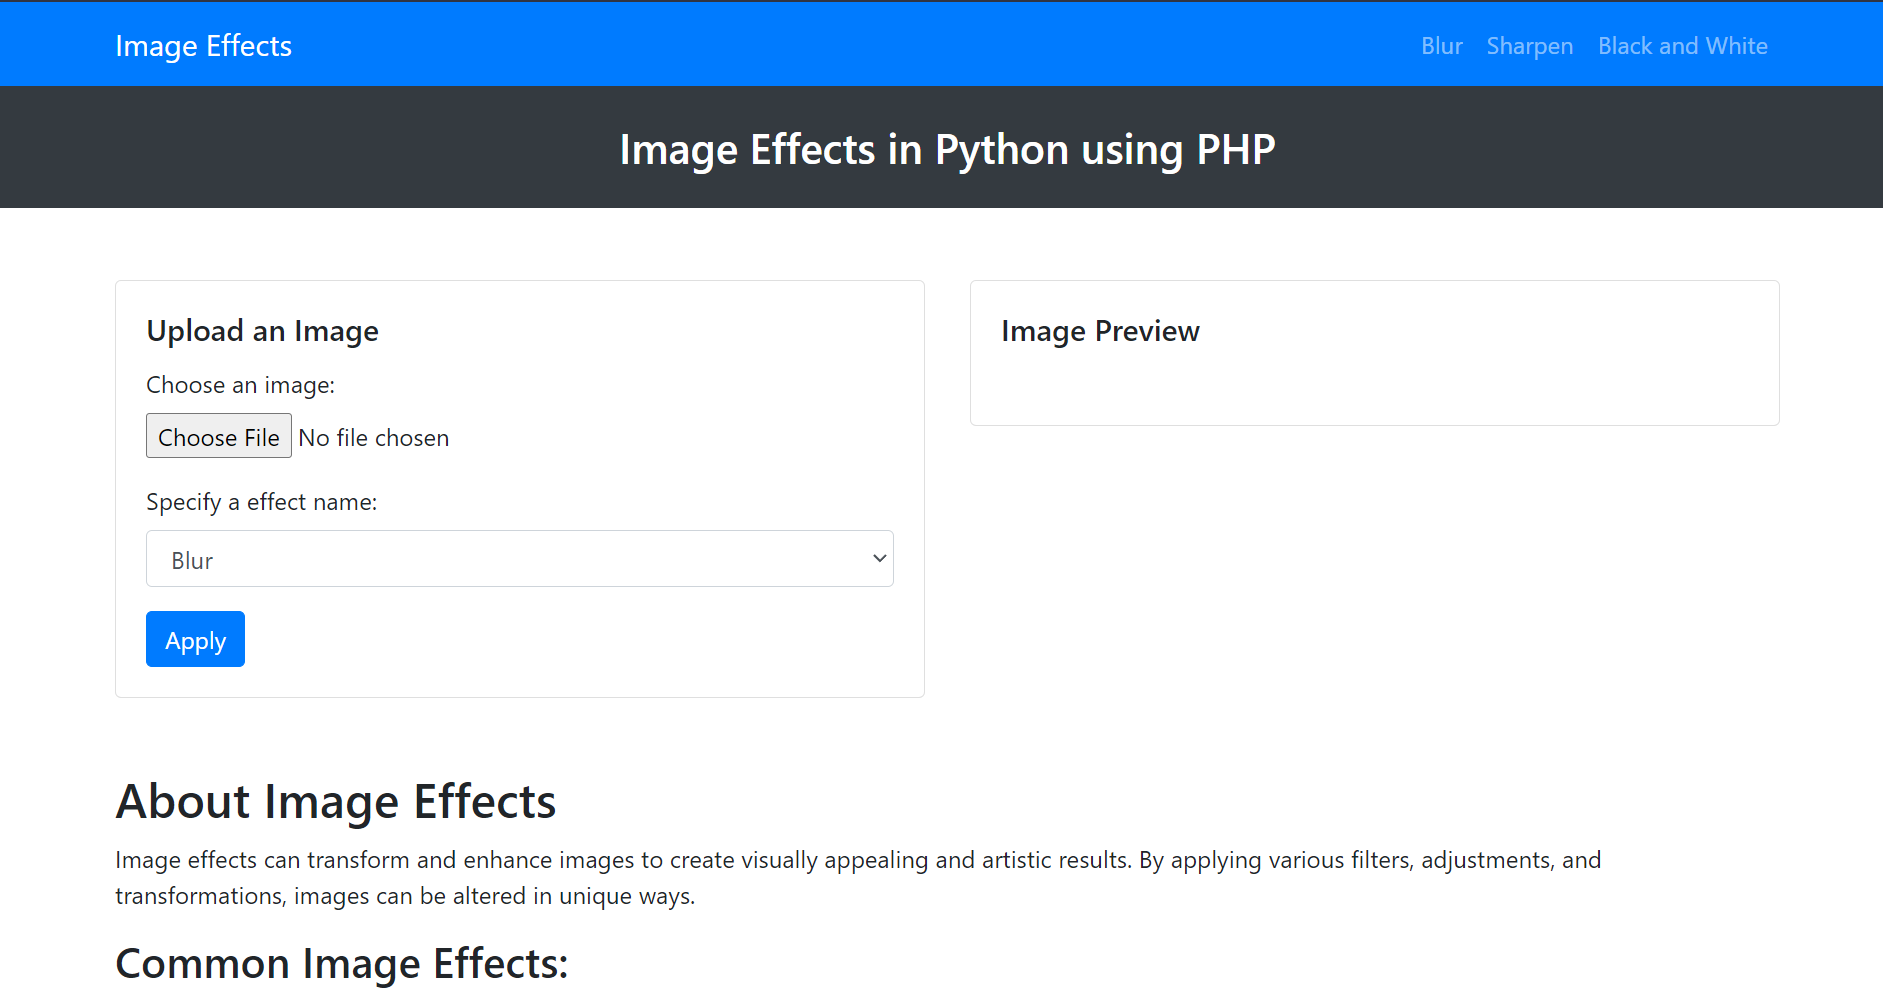 Image Effects
Blur Sharpen Black and White
Image Effects in Python using PHP
Upload an Image
Choose an image:
Choose File No file chosen
Specify a effect name:
Blur
Apply
Image Preview
About Image Effects
Image effects can transform and enhance images to create visually appealing and artistic results. By applying various filters, adjustments, and
transformations, images can be altered in unique ways.
Common Image Effects: